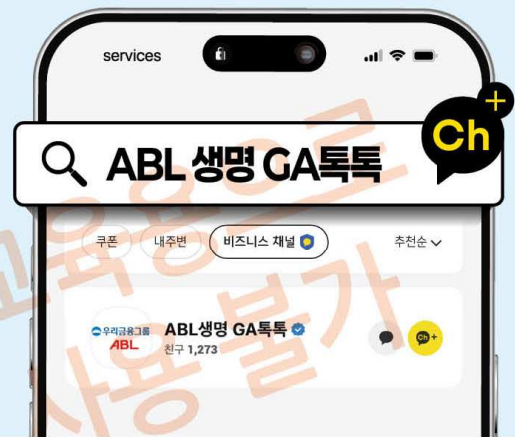 services
Ch+
ABL 생명 GA톡톡
쿠폰 내주변 비즈니스 채널 추천순
우리금융그룹
ABL
ABL생명 GA톡톡
친구 1,273
Ch+
교육용으로
사용 불가